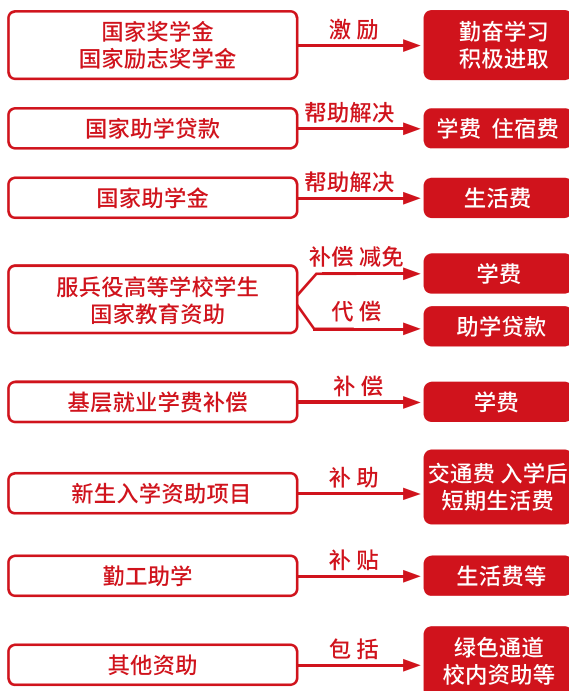 国家奖学金
国家励志奖学金
激 励
勤奋学习
积极进取
国家助学贷款
帮助解决
学费 住宿费
国家助学金
帮助解决
生活费
服兵役高等学校学生
国家教育资助
补偿 减免
学费
代 偿
助学贷款
基层就业学费补偿
补 偿
学费
新生入学资助项目
补 助
交通费 入学后
短期生活费
勤工助学
补 贴
生活费等
其他资助
包 括
绿色通道
校内资助等